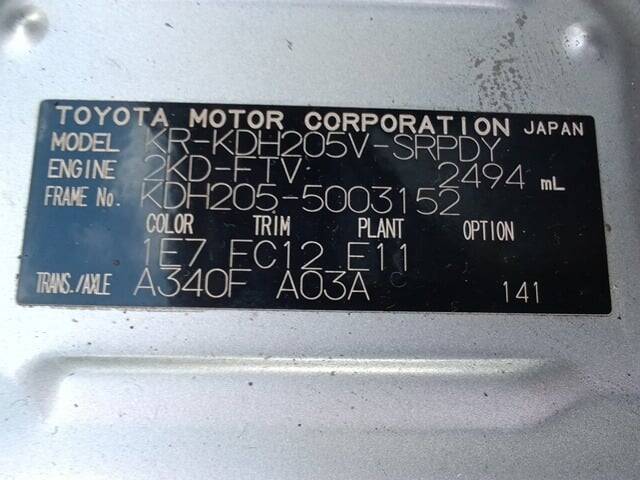 TOYOTA MOTOR CORPORATION JAPAN
MODEL KR-KDH205V-SRPDY
ENGINE 2KD-FTV 2494 mL
FRAME No. KDH205-5003152
COLOR TRIM PLANT OPTION
1E7 FC12 E11
TRANS./AXLE A340F A03A 141